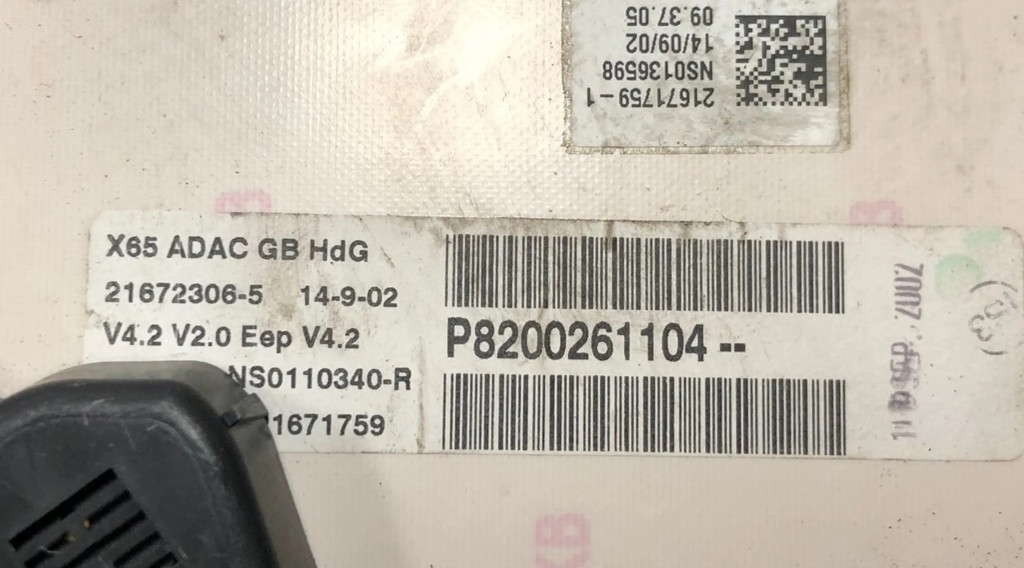 21671759-1
NS0136598
14/09/02
09.37.05
X65 ADAC GB HdG
21672306-5 14-9-02
V4.2 V2.0 Eep V4.2
NS0110340-R
1671759
P8200261104--